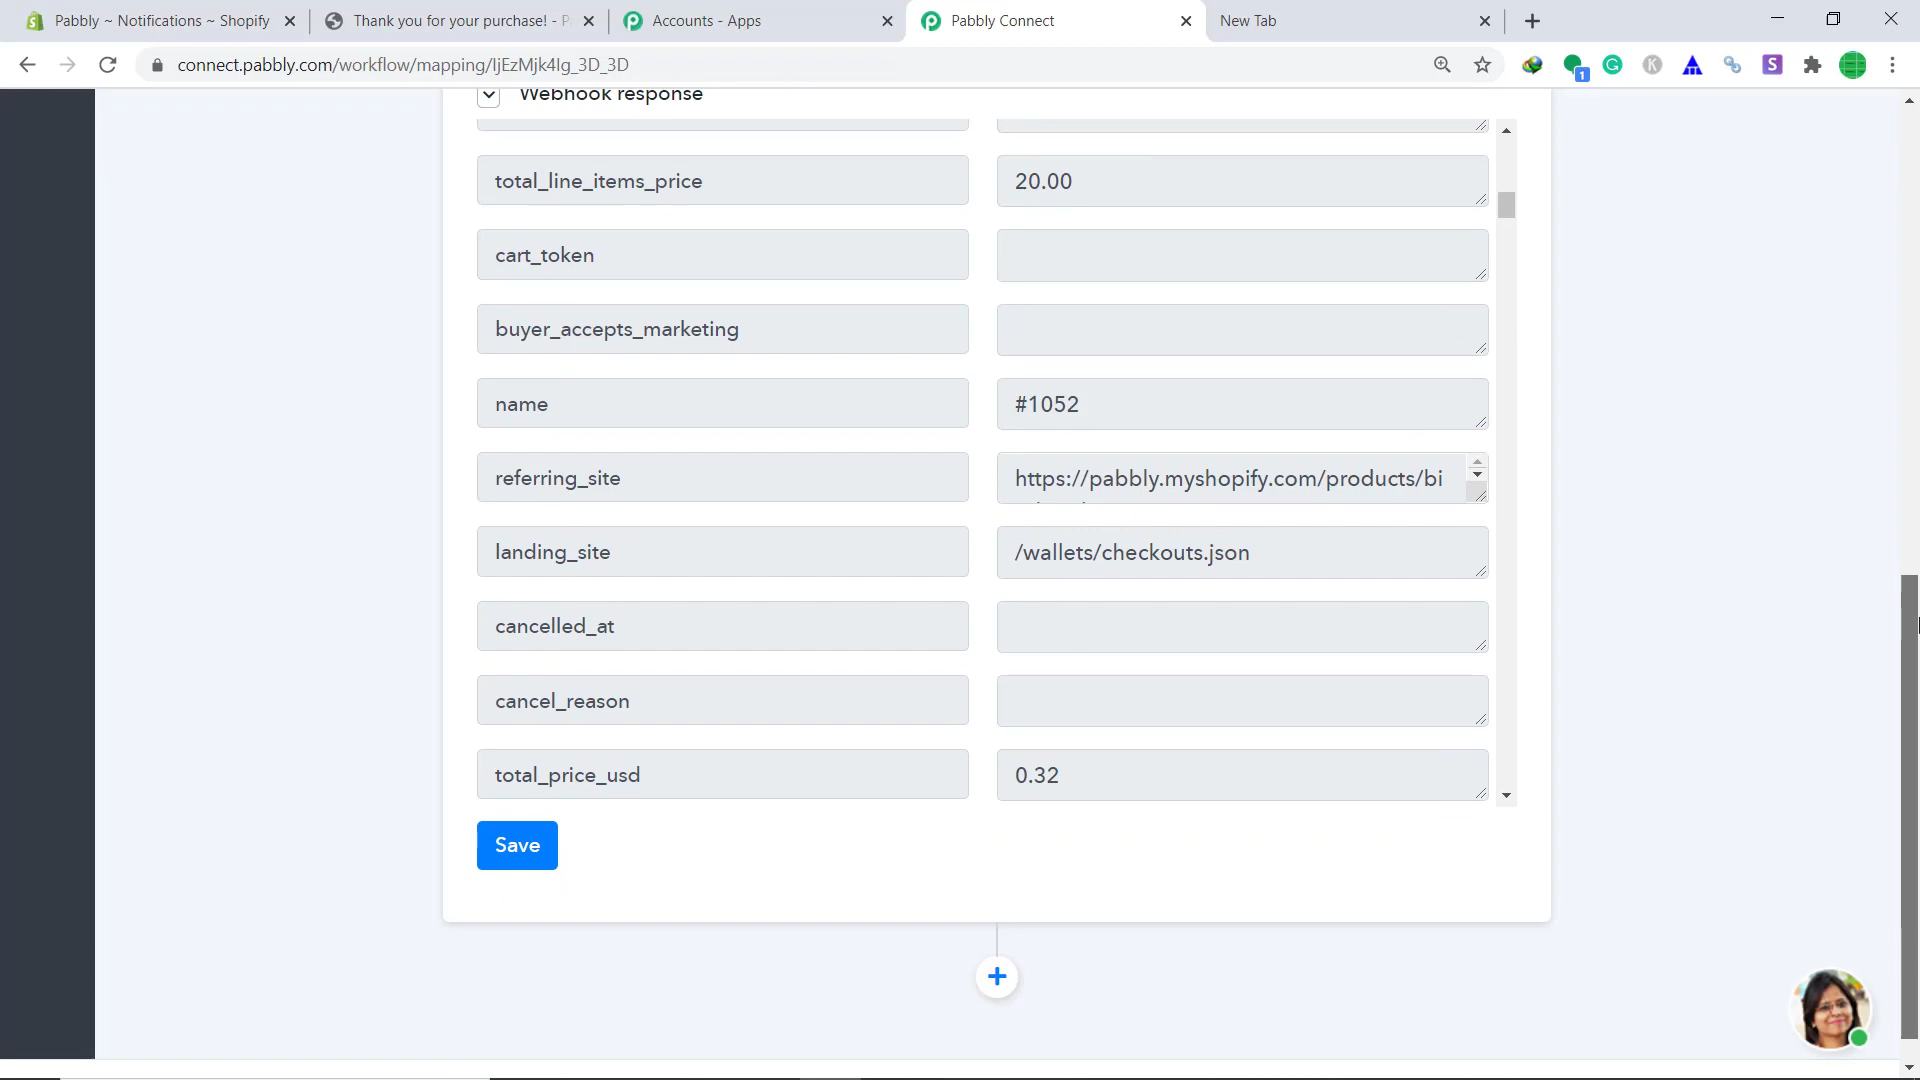 Pabbly ~ Notifications ~ Shopify
Thank you for your purchase! - P
Accounts - Apps
Pabbly Connect
New Tab
connect.pabbly.com/workflow/mapping/IjEzMjk4Ig_3D_3D
1
G
K
S
Webhook response
total_line_items_price
20.00
cart_token
buyer_accepts_marketing
name
#1052
referring_site
https://pabbly.myshopify.com/products/bi
landing_site
/wallets/checkouts.json
cancelled_at
cancel_reason
total_price_usd
0.32
Save